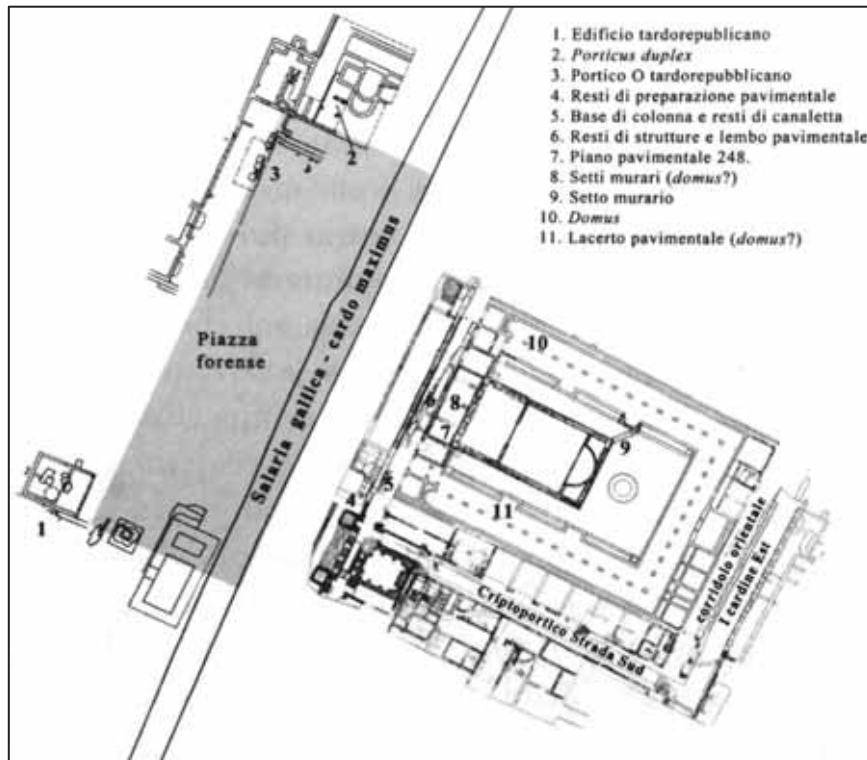 1. Edificio tardorepublicano
2. Porticus duplex
3. Portico O tardorepubblicano
4. Resti di preparazione pavimentale
5. Base di colonna e resti di canaletta
6. Resti di strutture e lembo pavimentale
7. Piano pavimentale 248.
8. Setti murari (domus?)
9. Setto murario
10. Domus
11. Lacerto pavimentale (domus?)
2
3
Piazza
forense
Salaria gallica - cardo maximus
10
6
8
7
9
5
4
11
1
Criptoportico Strada Sud
corridoio orientale
I cardine Est